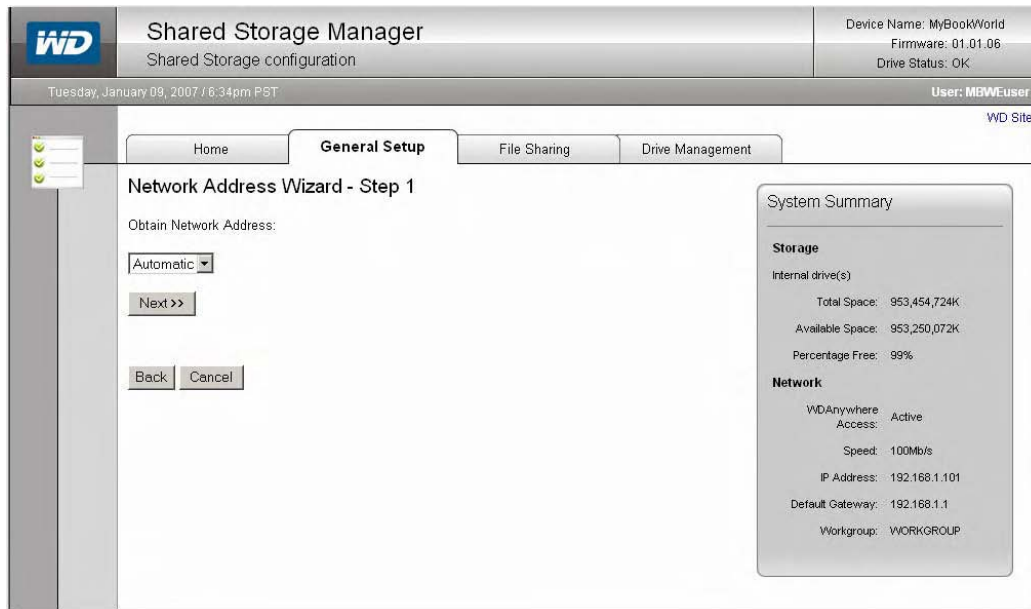 WD
Shared Storage Manager
Shared Storage configuration
Device Name: MyBookWorld
Firmware: 01.01.06
Drive Status: OK
Tuesday, January 09, 2007 / 6:34pm PST
User: MBWEuser
WD Site
Home
General Setup
File Sharing
Drive Management
Network Address Wizard - Step 1
Obtain Network Address:
Automatic
Next >>
Back
Cancel
System Summary
Storage
Internal drive(s)
Total Space: 953,454,724K
Available Space: 953,250,072K
Percentage Free: 99%
Network
WDAnywhere
Access: Active
Speed: 100Mb/s
IP Address: 192.168.1.101
Default Gateway: 192.168.1.1
Workgroup: WORKGROUP